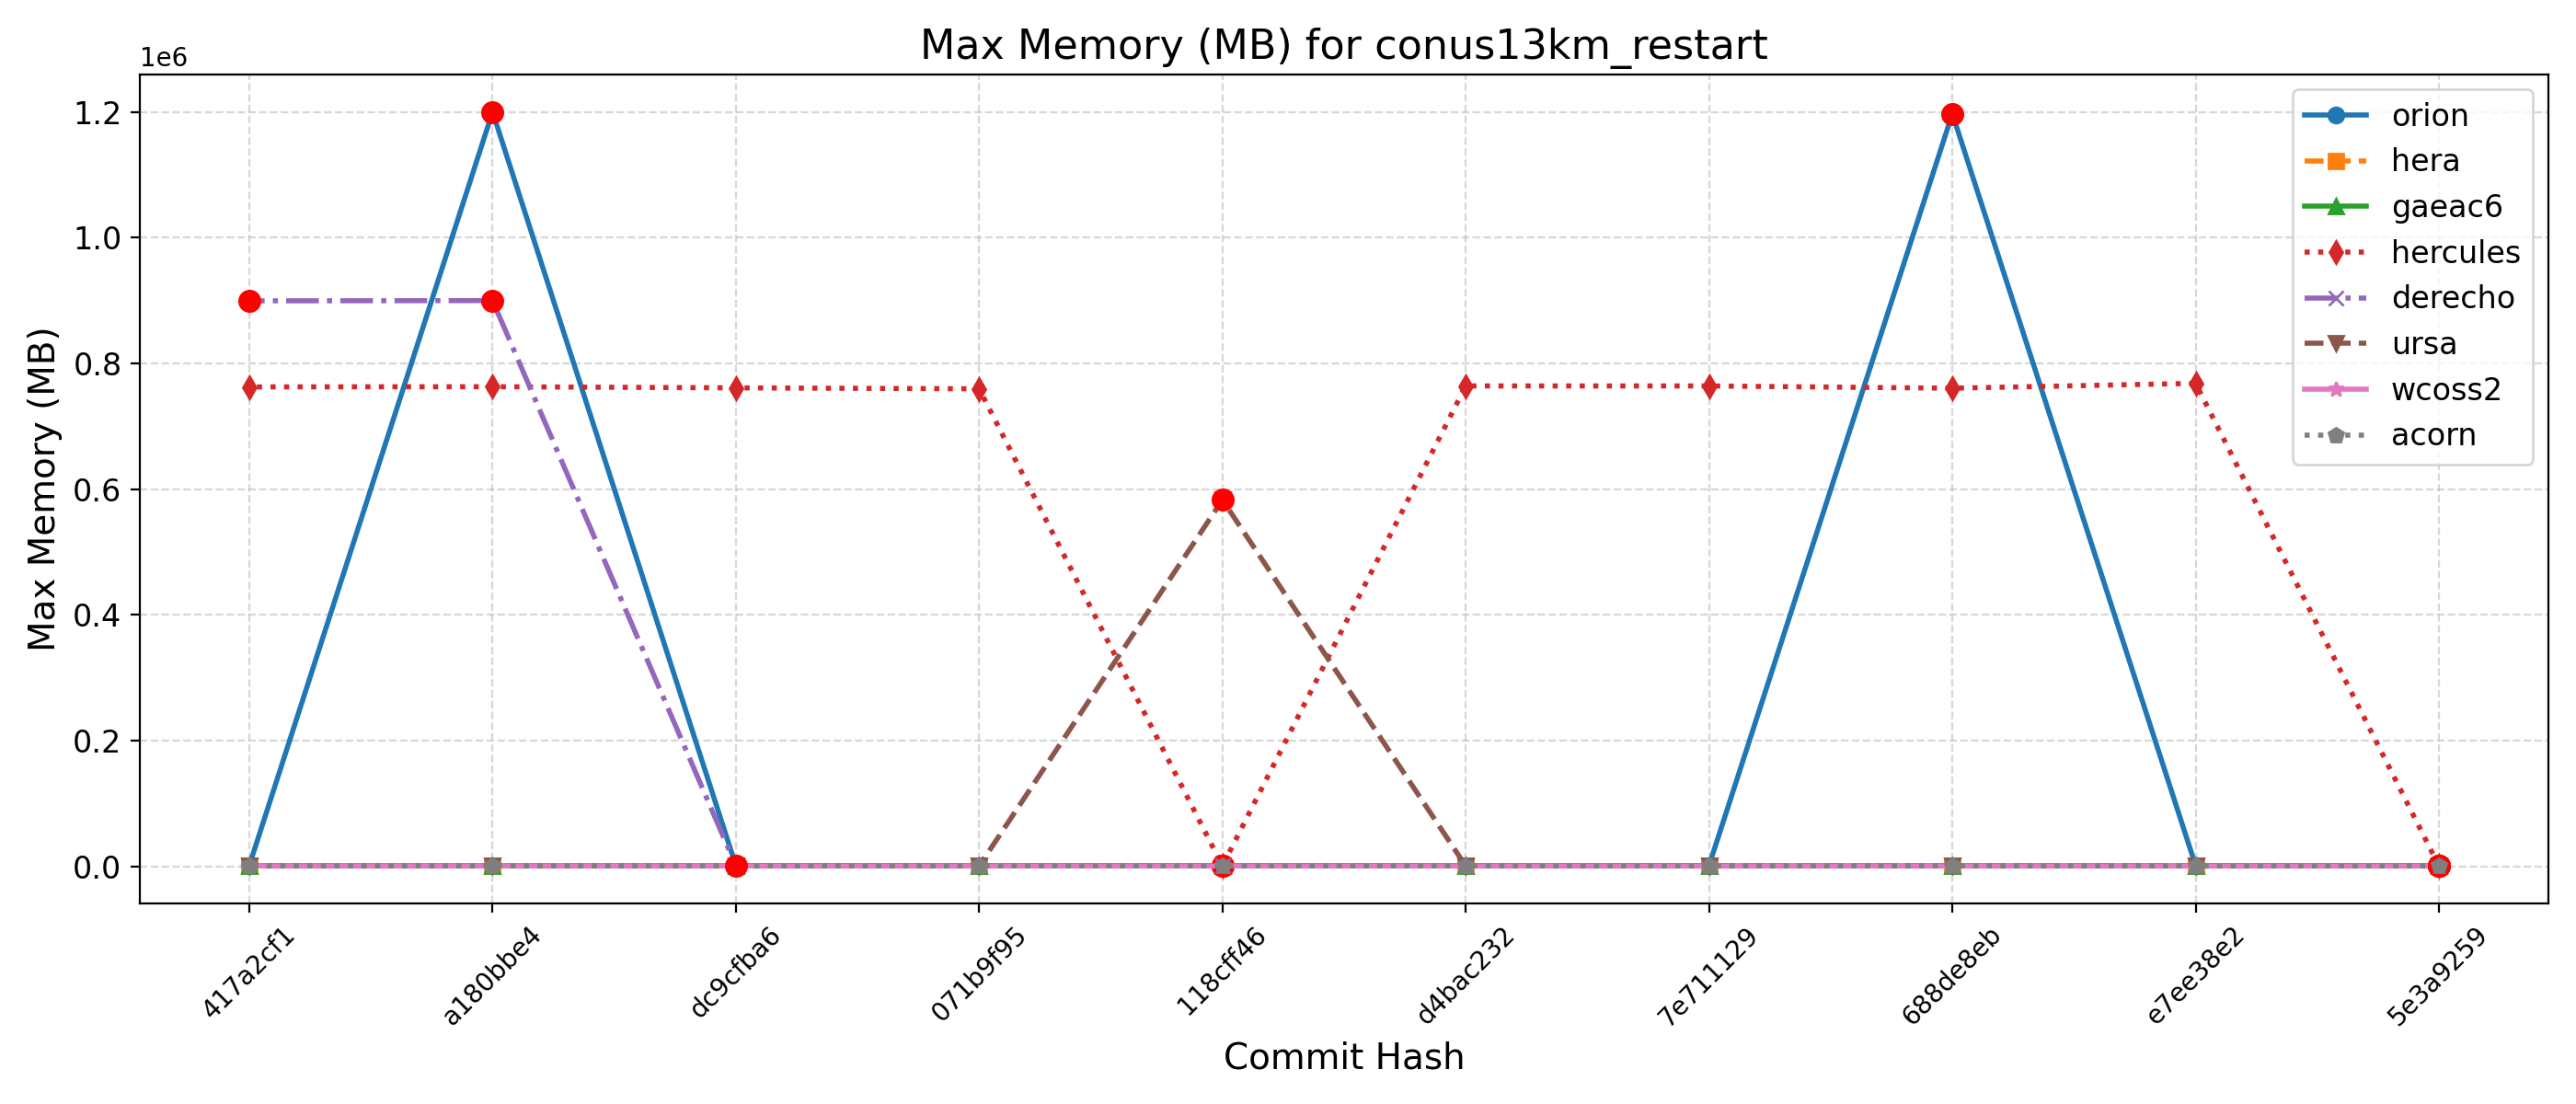 Max Memory (MB) for conus13km_restart
1e6
1.2
1.0
0.8
0.6
0.4
0.2
0.0
Max Memory (MB)
orion
hera
gaeac6
hercules
derecho
ursa
wcoss2
acorn
417a2cf1
a180bbe4
dc9cfba6
071b9f95
118cff46
d4bac232
7e711129
688de8eb
e7ee38e2
5e3a9259
Commit Hash